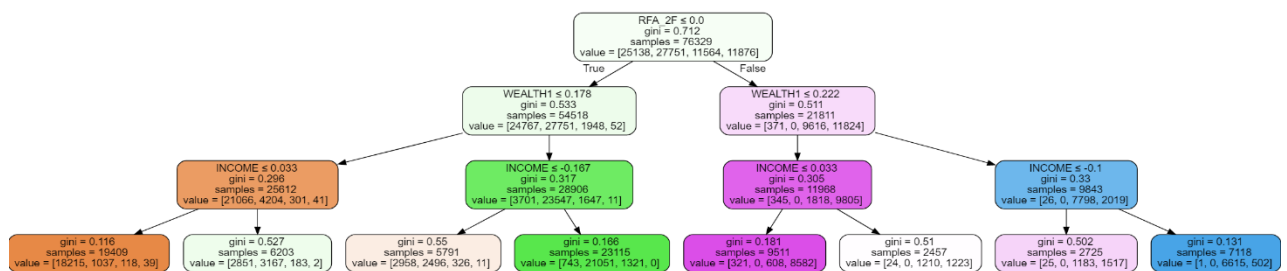 RFA_2F ≤ 0.0
gini = 0.712
samples = 76329
value = [25138, 27751, 11564, 11876]
True
False
WEALTH1 ≤ 0.178
gini = 0.533
samples = 54518
value = [24767, 27751, 1948, 52]
WEALTH1 ≤ 0.222
gini = 0.511
samples = 21811
value = [371, 0, 9616, 11824]
INCOME ≤ 0.033
gini = 0.296
samples = 25612
value = [21066, 4204, 301, 41]
INCOME ≤ -0.167
gini = 0.317
samples = 28906
value = [3701, 23547, 1647, 11]
INCOME ≤ 0.033
gini = 0.305
samples = 11968
value = [345, 0, 1818, 9805]
INCOME ≤ -0.1
gini = 0.33
samples = 9843
value = [26, 0, 7798, 2019]
gini = 0.116
samples = 19409
value = [18215, 1037, 118, 39]
gini = 0.527
samples = 6203
value = [2851, 3167, 183, 2]
gini = 0.55
samples = 5791
value = [2958, 2496, 326, 11]
gini = 0.166
samples = 23115
value = [743, 21051, 1321, 0]
gini = 0.181
samples = 9511
value = [321, 0, 608, 8582]
gini = 0.51
samples = 2457
value = [24, 0, 1210, 1223]
gini = 0.502
samples = 2725
value = [25, 0, 1183, 1517]
gini = 0.131
samples = 7118
value = [1, 0, 6615, 502]